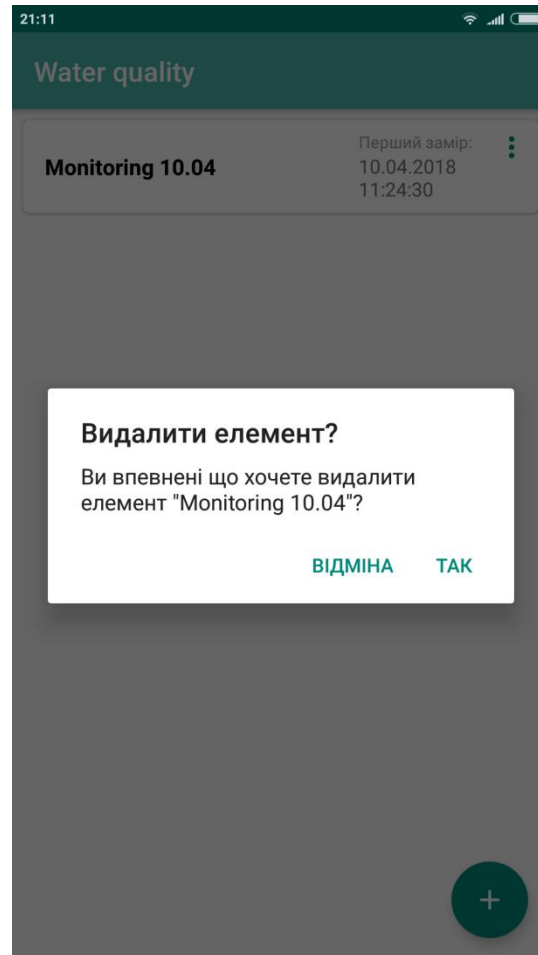 21:11
Water quality
Monitoring 10.04
Перший замір:
10.04.2018
11:24:30
Видалити елемент?
Ви впевнені що хочете видалити
елемент "Monitoring 10.04"?
ВІДМІНА ТАК
+